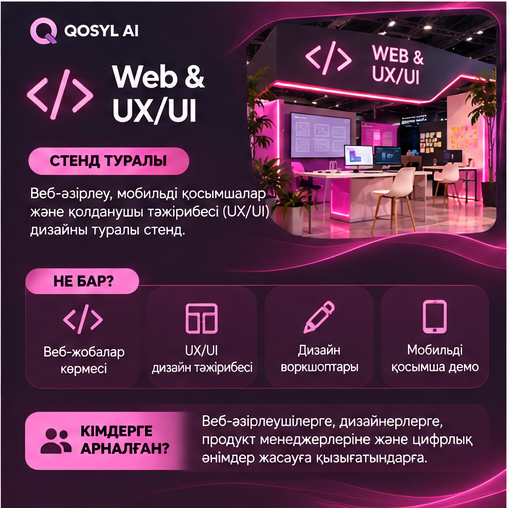 QOSYL AI
</>
Web &
UX/UI
</>
WEB &
UX/UI
СТЕНД ТУРАЛЫ
Веб-әзірлеу, мобильді қосымшалар
және қолданушы тәжірибесі (UX/UI)
дизайны туралы стенд.
НЕ БАР?
</>
Веб-жобалар
көрмесі
UX/UI
дизайн тәжірибесі
Дизайн
воркшоптары
Мобильді
қосымша демо
КІМДЕРГЕ
АРНАЛҒАН?
Веб-әзірлеушілерге, дизайнерлерге,
продукт менеджерлеріне және цифрлық
өнімдер жасауға қызығатындарға.